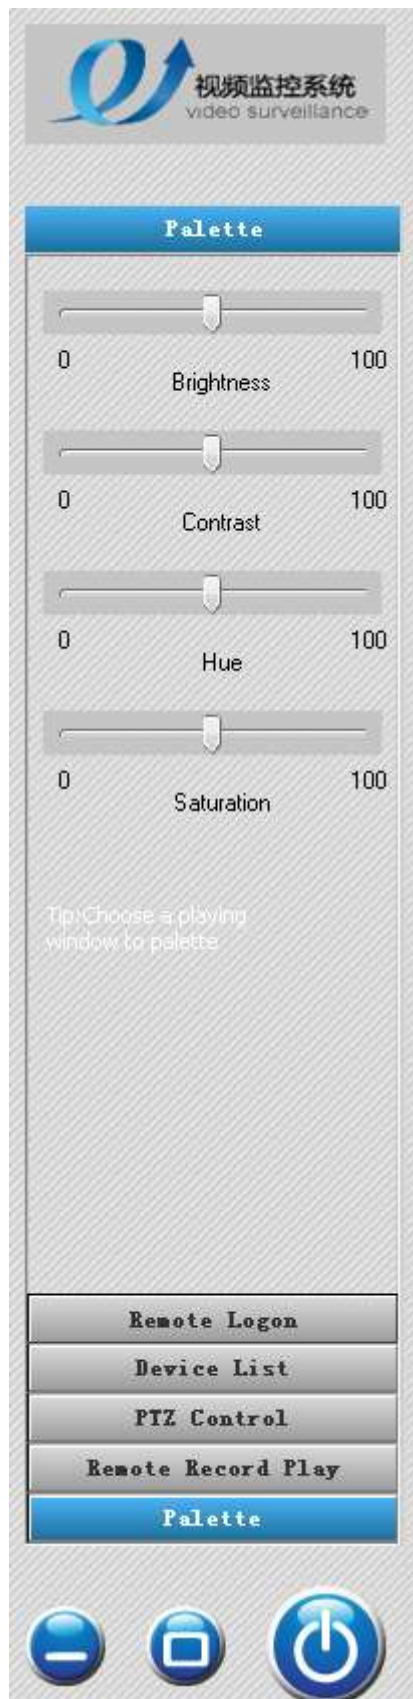 视频监控系统
video surveillance
Palette
0 100
Brightness
0 100
Contrast
0 100
Hue
0 100
Saturation
Tip:Choose a playing
window to palette
Remote Logon
Device List
PTZ Control
Remote Record Play
Palette